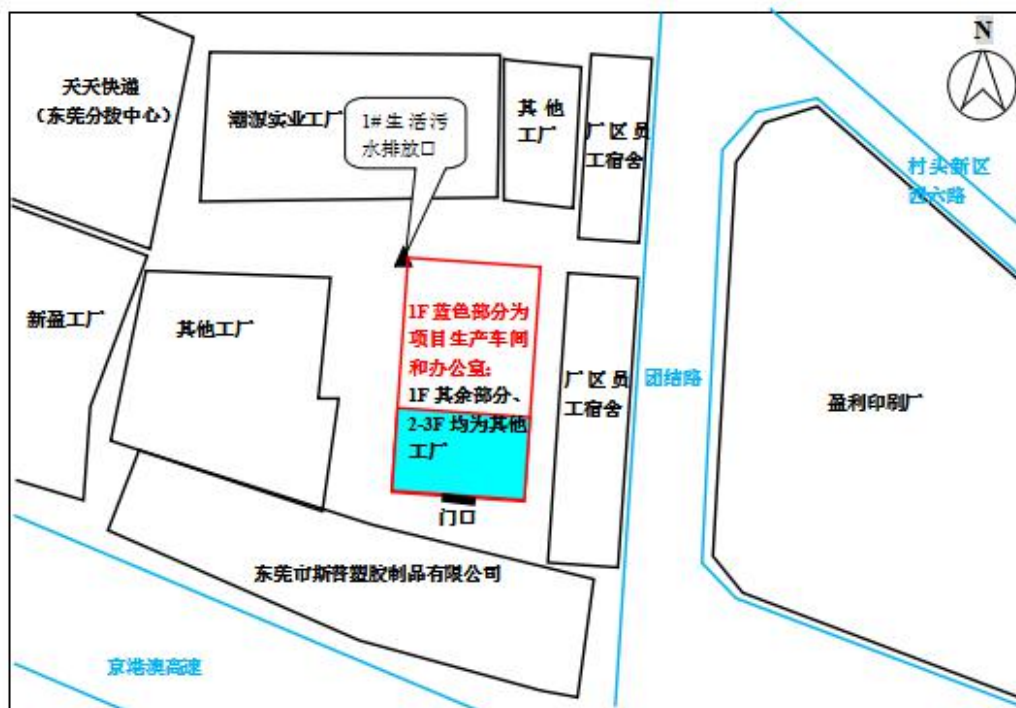 N
天天快递
（东莞分拨中心）
潮流实业工厂
1#生活污
水排放口
其他
工厂
厂区员
工宿舍
村头新区
四六路
新盈工厂
其他工厂
1F 蓝色部分为
项目生产车间
和办公室；
1F 其余部分、
2-3F 均为其他
工厂
厂区员
工宿舍
团结路
盈利印刷厂
门口
东莞市斯普塑胶制品有限公司
京港澳高速